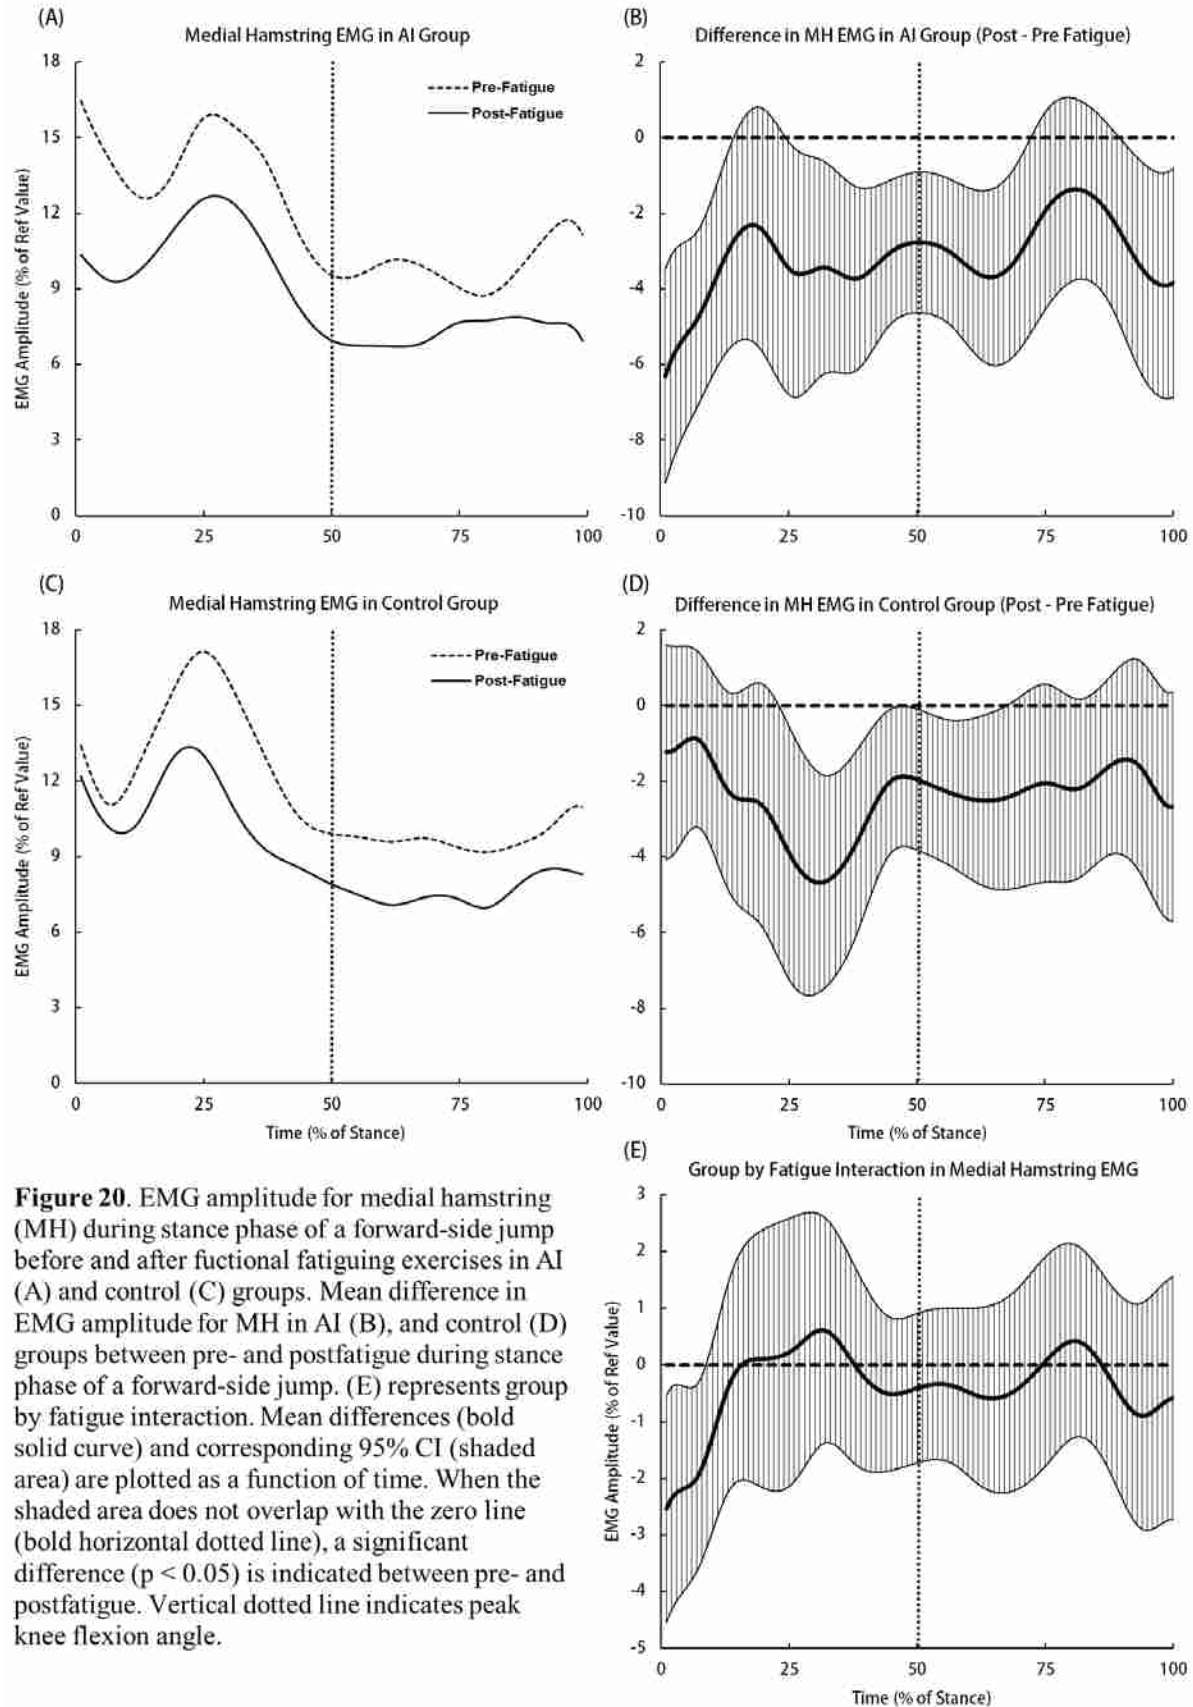 (A)
Medial Hamstring EMG in AI Group
18
15
12
9
6
3
0
EMG Amplitude (% of Ref Value)
Pre-Fatigue
Post-Fatigue
0 25 50 75 100
(B)
Difference in MH EMG in AI Group (Post - Pre Fatigue)
2
0
-2
-4
-6
-8
-10
0 25 50 75 100
(C)
Medial Hamstring EMG in Control Group
18
15
12
9
6
3
0
EMG Amplitude (% of Ref Value)
Pre-Fatigue
Post-Fatigue
0 25 50 75 100
Time (% of Stance)
(D)
Difference in MH EMG in Control Group (Post - Pre Fatigue)
2
0
-2
-4
-6
-8
-10
0 25 50 75 100
Time (% of Stance)
(E)
Group by Fatigue Interaction in Medial Hamstring EMG
3
2
1
0
-1
-2
-3
-4
-5
EMG Amplitude (% of Ref Value)
0 25 50 75 100
Time (% of Stance)
Figure 20. EMG amplitude for medial hamstring
(MH) during stance phase of a forward-side jump
before and after fuctional fatiguing exercises in AI
(A) and control (C) groups. Mean difference in
EMG amplitude for MH in AI (B), and control (D)
groups between pre- and postfatigue during stance
phase of a forward-side jump. (E) represents group
by fatigue interaction. Mean differences (bold
solid curve) and corresponding 95% CI (shaded
area) are plotted as a function of time. When the
shaded area does not overlap with the zero line
(bold horizontal dotted line), a significant
difference (p < 0.05) is indicated between pre- and
postfatigue. Vertical dotted line indicates peak
knee flexion angle.